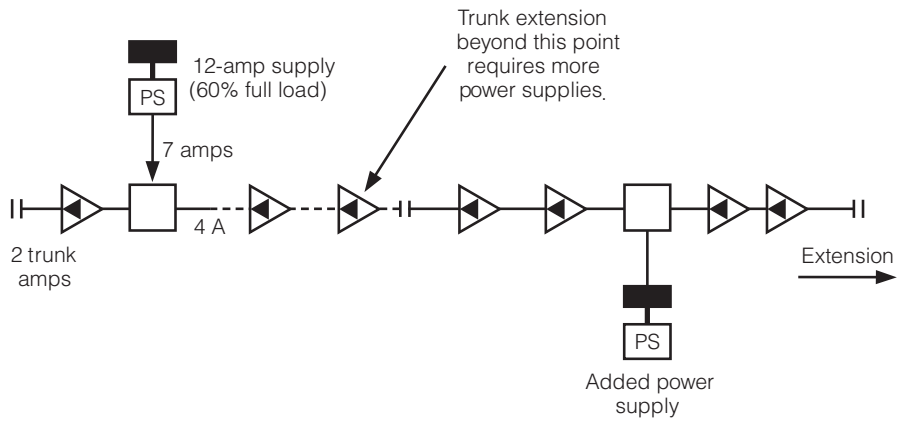 Trunk extension
beyond this point
requires more
power supplies.
12-amp supply
(60% full load)
PS
7 amps
4 A
2 trunk
amps
Extension
PS
Added power
supply